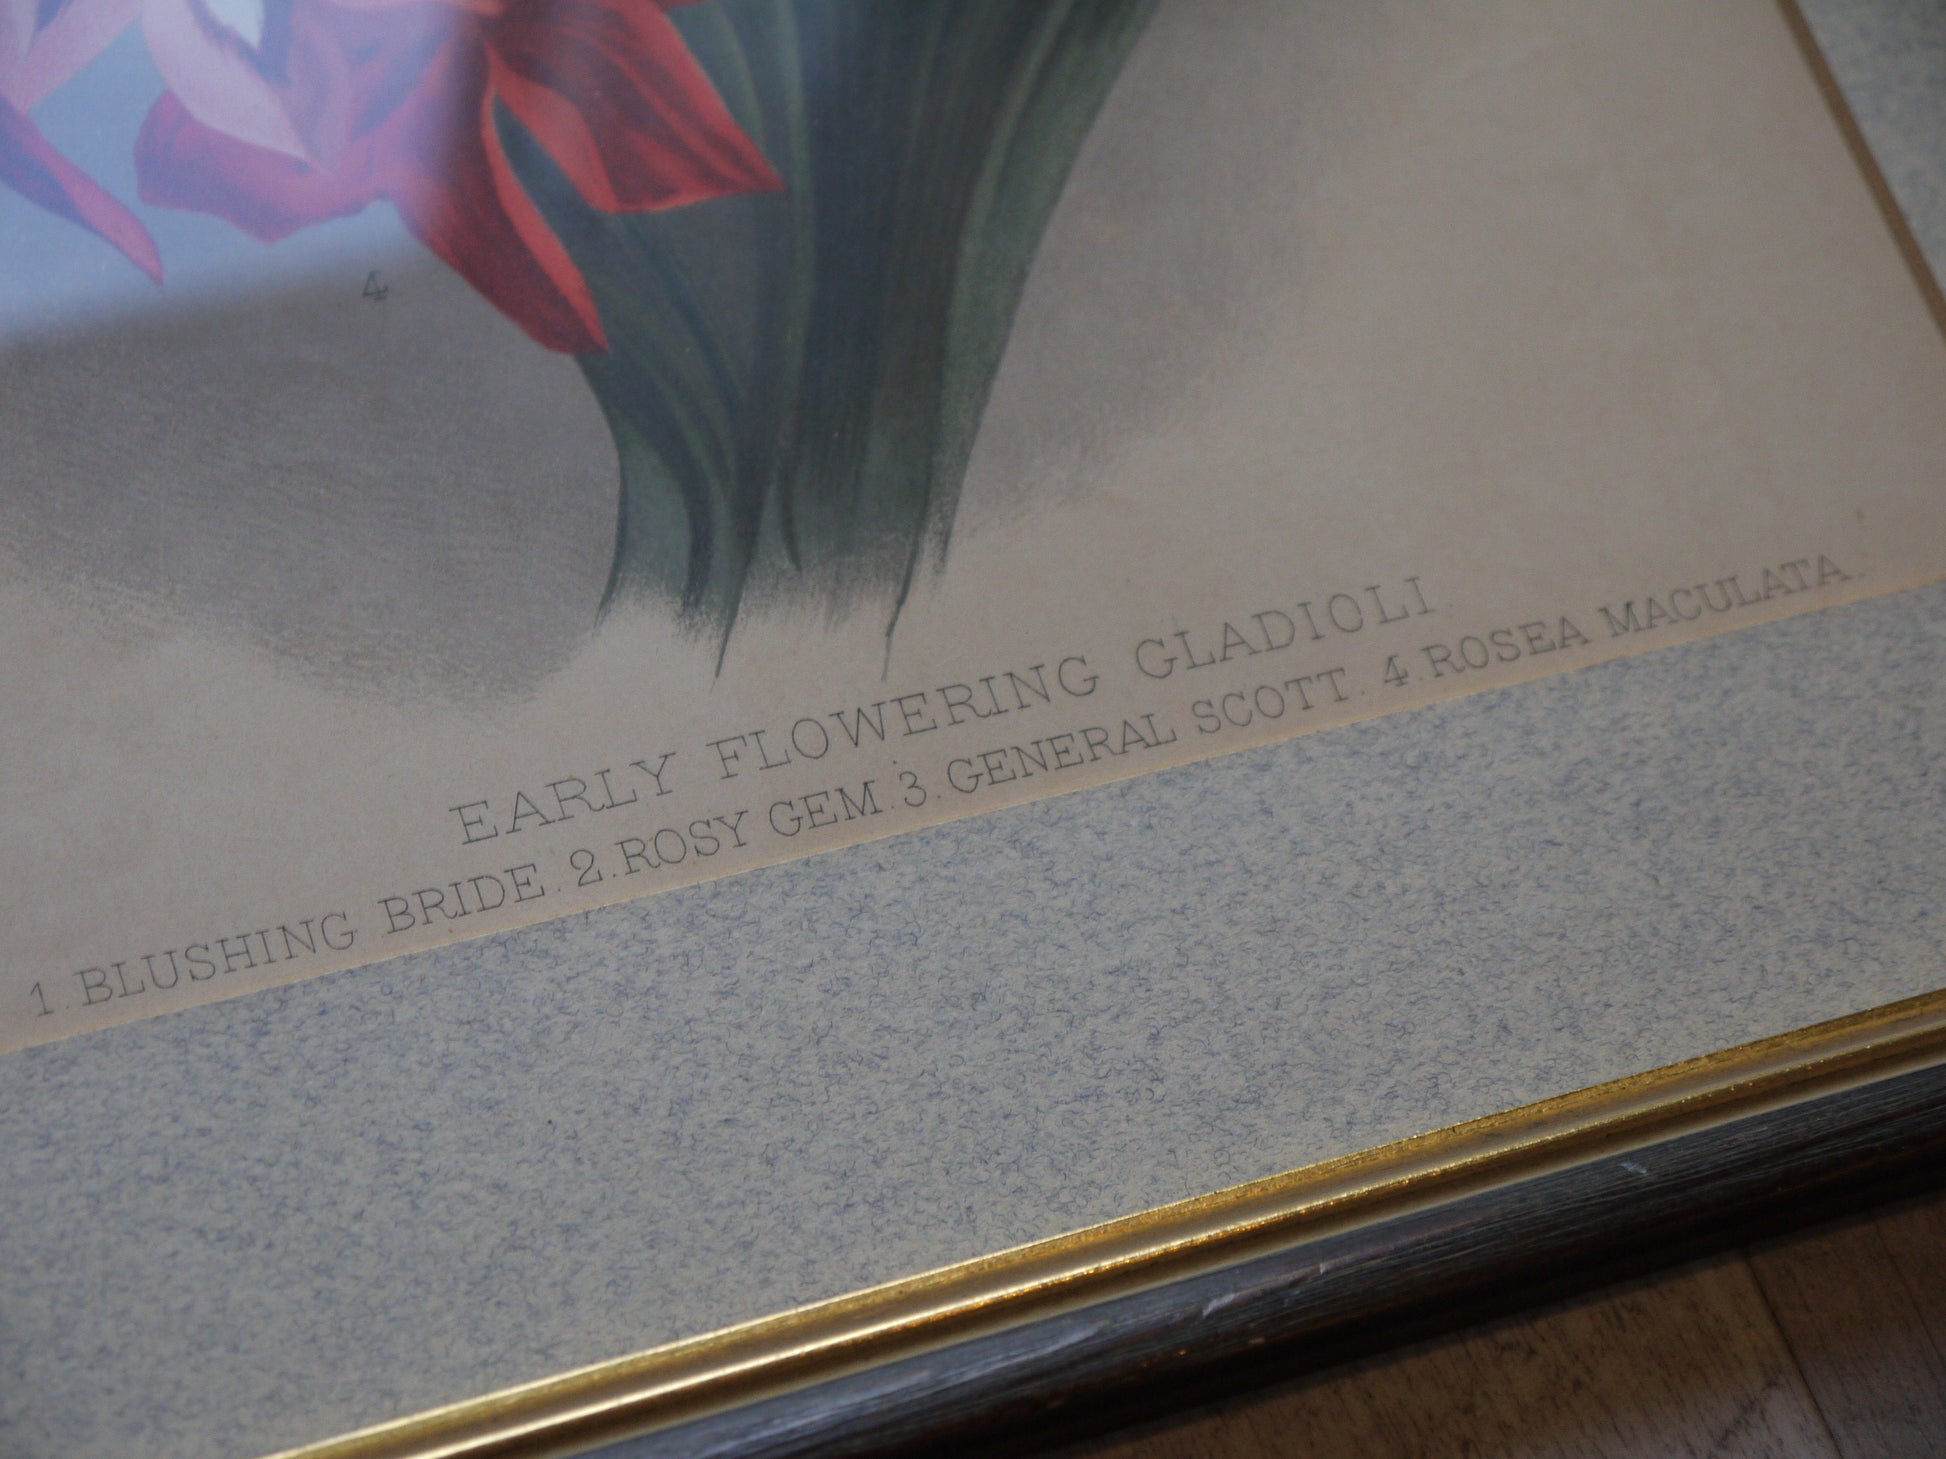 4
EARLY FLOWERING GLADIOLI.
1. BLUSHING BRIDE. 2. ROSY GEM. 3. GENERAL SCOTT. 4. ROSEA MACULATA.